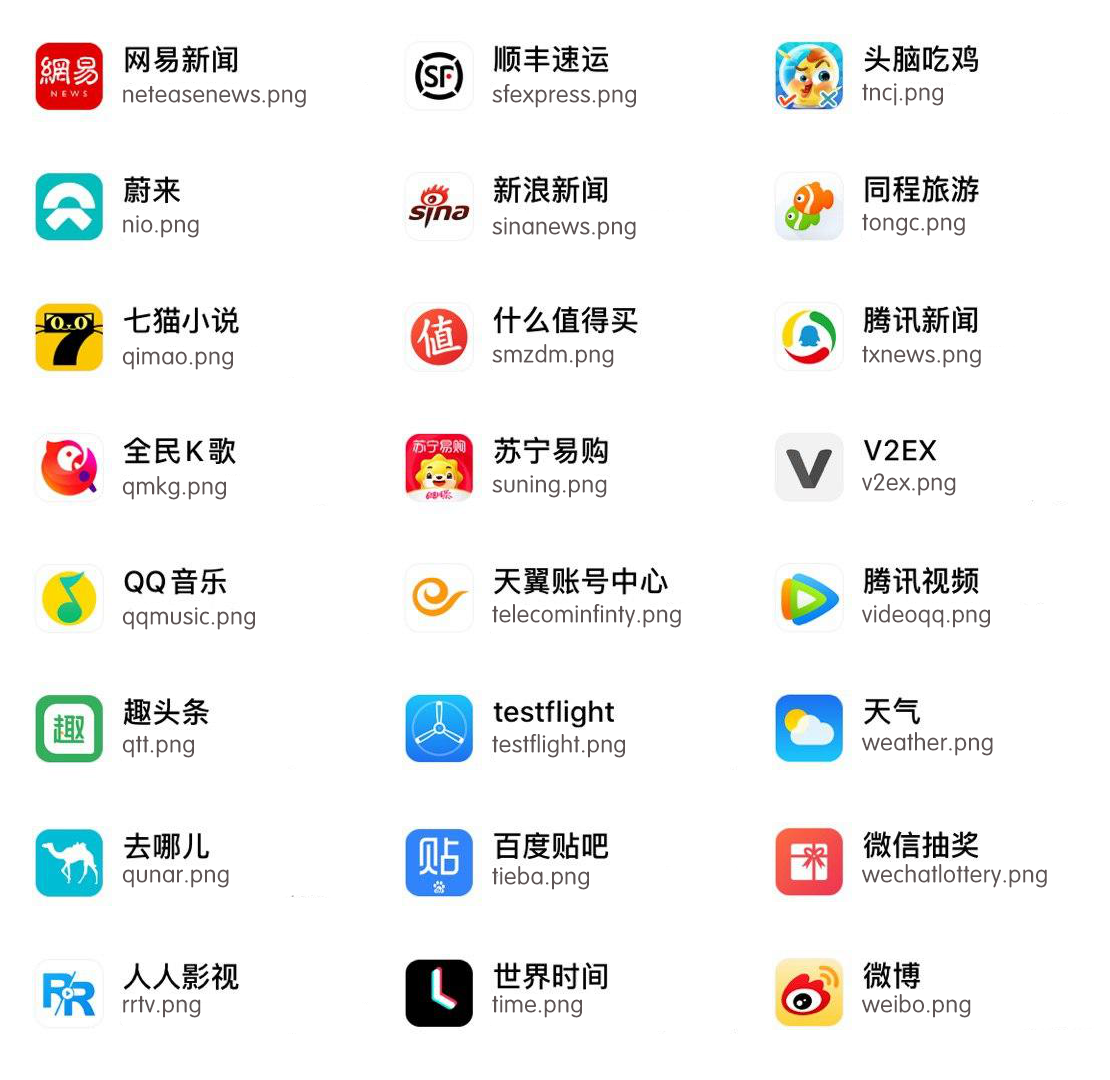 網易
NEWS
网易新闻
neteasenews.png
SF
顺丰速运
sfexpress.png
头脑吃鸡
tncj.png
蔚来
nio.png
sina
新浪新闻
sinanews.png
同程旅游
tongc.png
7
七猫小说
qimao.png
值
什么值得买
smzdm.png
腾讯新闻
txnews.png
全民K歌
qmkg.png
苏宁易购
苏宁易购
suning.png
V
V2EX
v2ex.png
QQ音乐
qqmusic.png
天翼账号中心
telecominfinty.png
腾讯视频
videoqq.png
趣
趣头条
qtt.png
testflight
testflight.png
天气
weather.png
去哪儿
qunar.png
贴
百度贴吧
tieba.png
微信抽奖
wechatlottery.png
RR
人人影视
rrtv.png
世界时间
time.png
微博
weibo.png